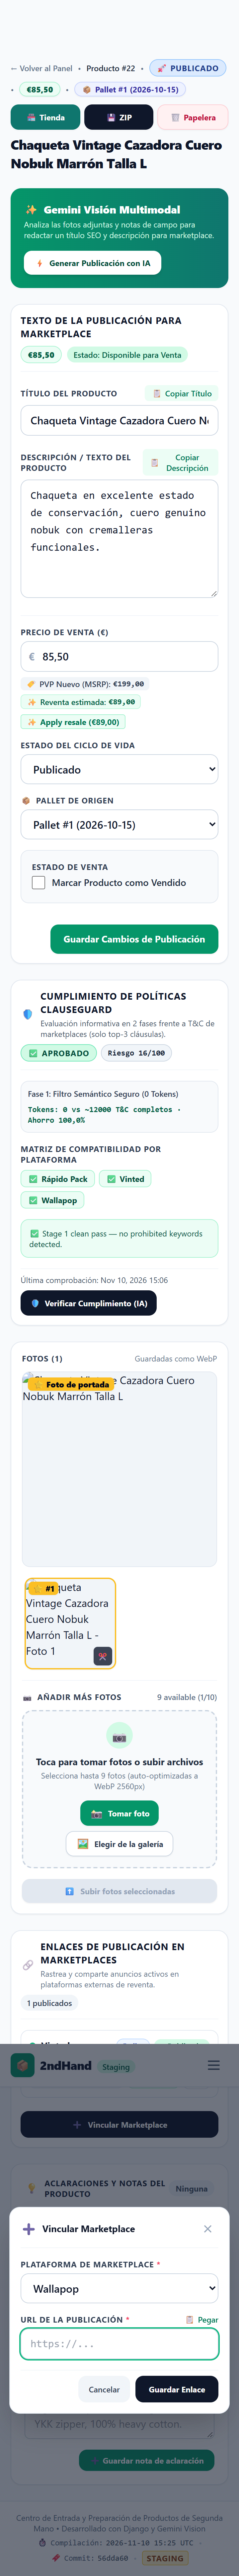 ← Volver al Panel • Producto #22 • PUBLICADO
• €85,50 • Pallet #1 (2026-10-15)
Tienda ZIP Papelera
Chaqueta Vintage Cazadora Cuero
Nobuk Marrón Talla L
Gemini Visión Multimodal
Analiza las fotos adjuntas y notas de campo para
redactar un título SEO y descripción para marketplace.
Generar Publicación con IA
TEXTO DE LA PUBLICACIÓN PARA
MARKETPLACE
€85,50 Estado: Disponible para Venta
TÍTULO DEL PRODUCTO Copiar Título
Chaqueta Vintage Cazadora Cuero No
DESCRIPCIÓN / TEXTO DEL
PRODUCTO
Copiar
Descripción
Chaqueta en excelente estado
de conservación, cuero genuino
nobuk con cremalleras
funcionales.
PRECIO DE VENTA (€)
€ 85,50
PVP Nuevo (MSRP): €199,00
Reventa estimada: €89,00
Apply resale (€89,00)
ESTADO DEL CICLO DE VIDA
Publicado
PALLET DE ORIGEN
Pallet #1 (2026-10-15)
ESTADO DE VENTA
Marcar Producto como Vendido
Guardar Cambios de Publicación
CUMPLIMIENTO DE POLÍTICAS
CLAUSEGUARD
Evaluación informativa en 2 fases frente a T&C de
marketplaces (solo top-3 cláusulas).
APROBADO Riesgo 16/100
Fase 1: Filtro Semántico Seguro (0 Tokens)
Tokens: 0 vs ~12000 T&C completos ·
Ahorro 100,0%
MATRIZ DE COMPATIBILIDAD POR
PLATAFORMA
Rápido Pack Vinted
Wallapop
Stage 1 clean pass — no prohibited keywords
detected.
Última comprobación: Nov 10, 2026 15:06
Verificar Cumplimiento (IA)
FOTOS (1) Guardadas como WebP
Cazadora Cuero
Foto de portada
Nobuk Marrón Talla L
#1
Vintage Cazadora
Cuero Nobuk
Marrón Talla L -
Foto 1
AÑADIR MÁS FOTOS 9 available (1/10)
Toca para tomar fotos o subir archivos
Selecciona hasta 9 fotos (auto-optimizadas a
WebP 2560px)
Tomar foto
Elegir de la galería
Subir fotos seleccionadas
ENLACES DE PUBLICACIÓN EN
MARKETPLACES
Rastrea y comparte anuncios activos en
plataformas externas de reventa.
1 publicados
2ndHand Staging
Vincular Marketplace
ACLARACIONES Y NOTAS DEL
PRODUCTO
Ninguna
Vincular Marketplace
PLATAFORMA DE MARKETPLACE *
Wallapop
URL DE LA PUBLICACIÓN * Pegar
https://...
Cancelar Guardar Enlace
YKK zipper, 100% heavy cotton.
Guardar nota de aclaración
Centro de Entrada y Preparación de Productos de Segunda
Mano • Desarrollado con Django y Gemini Vision
Compilación: 2026-11-10 15:25 UTC ·
Commit: 56dda60 · STAGING